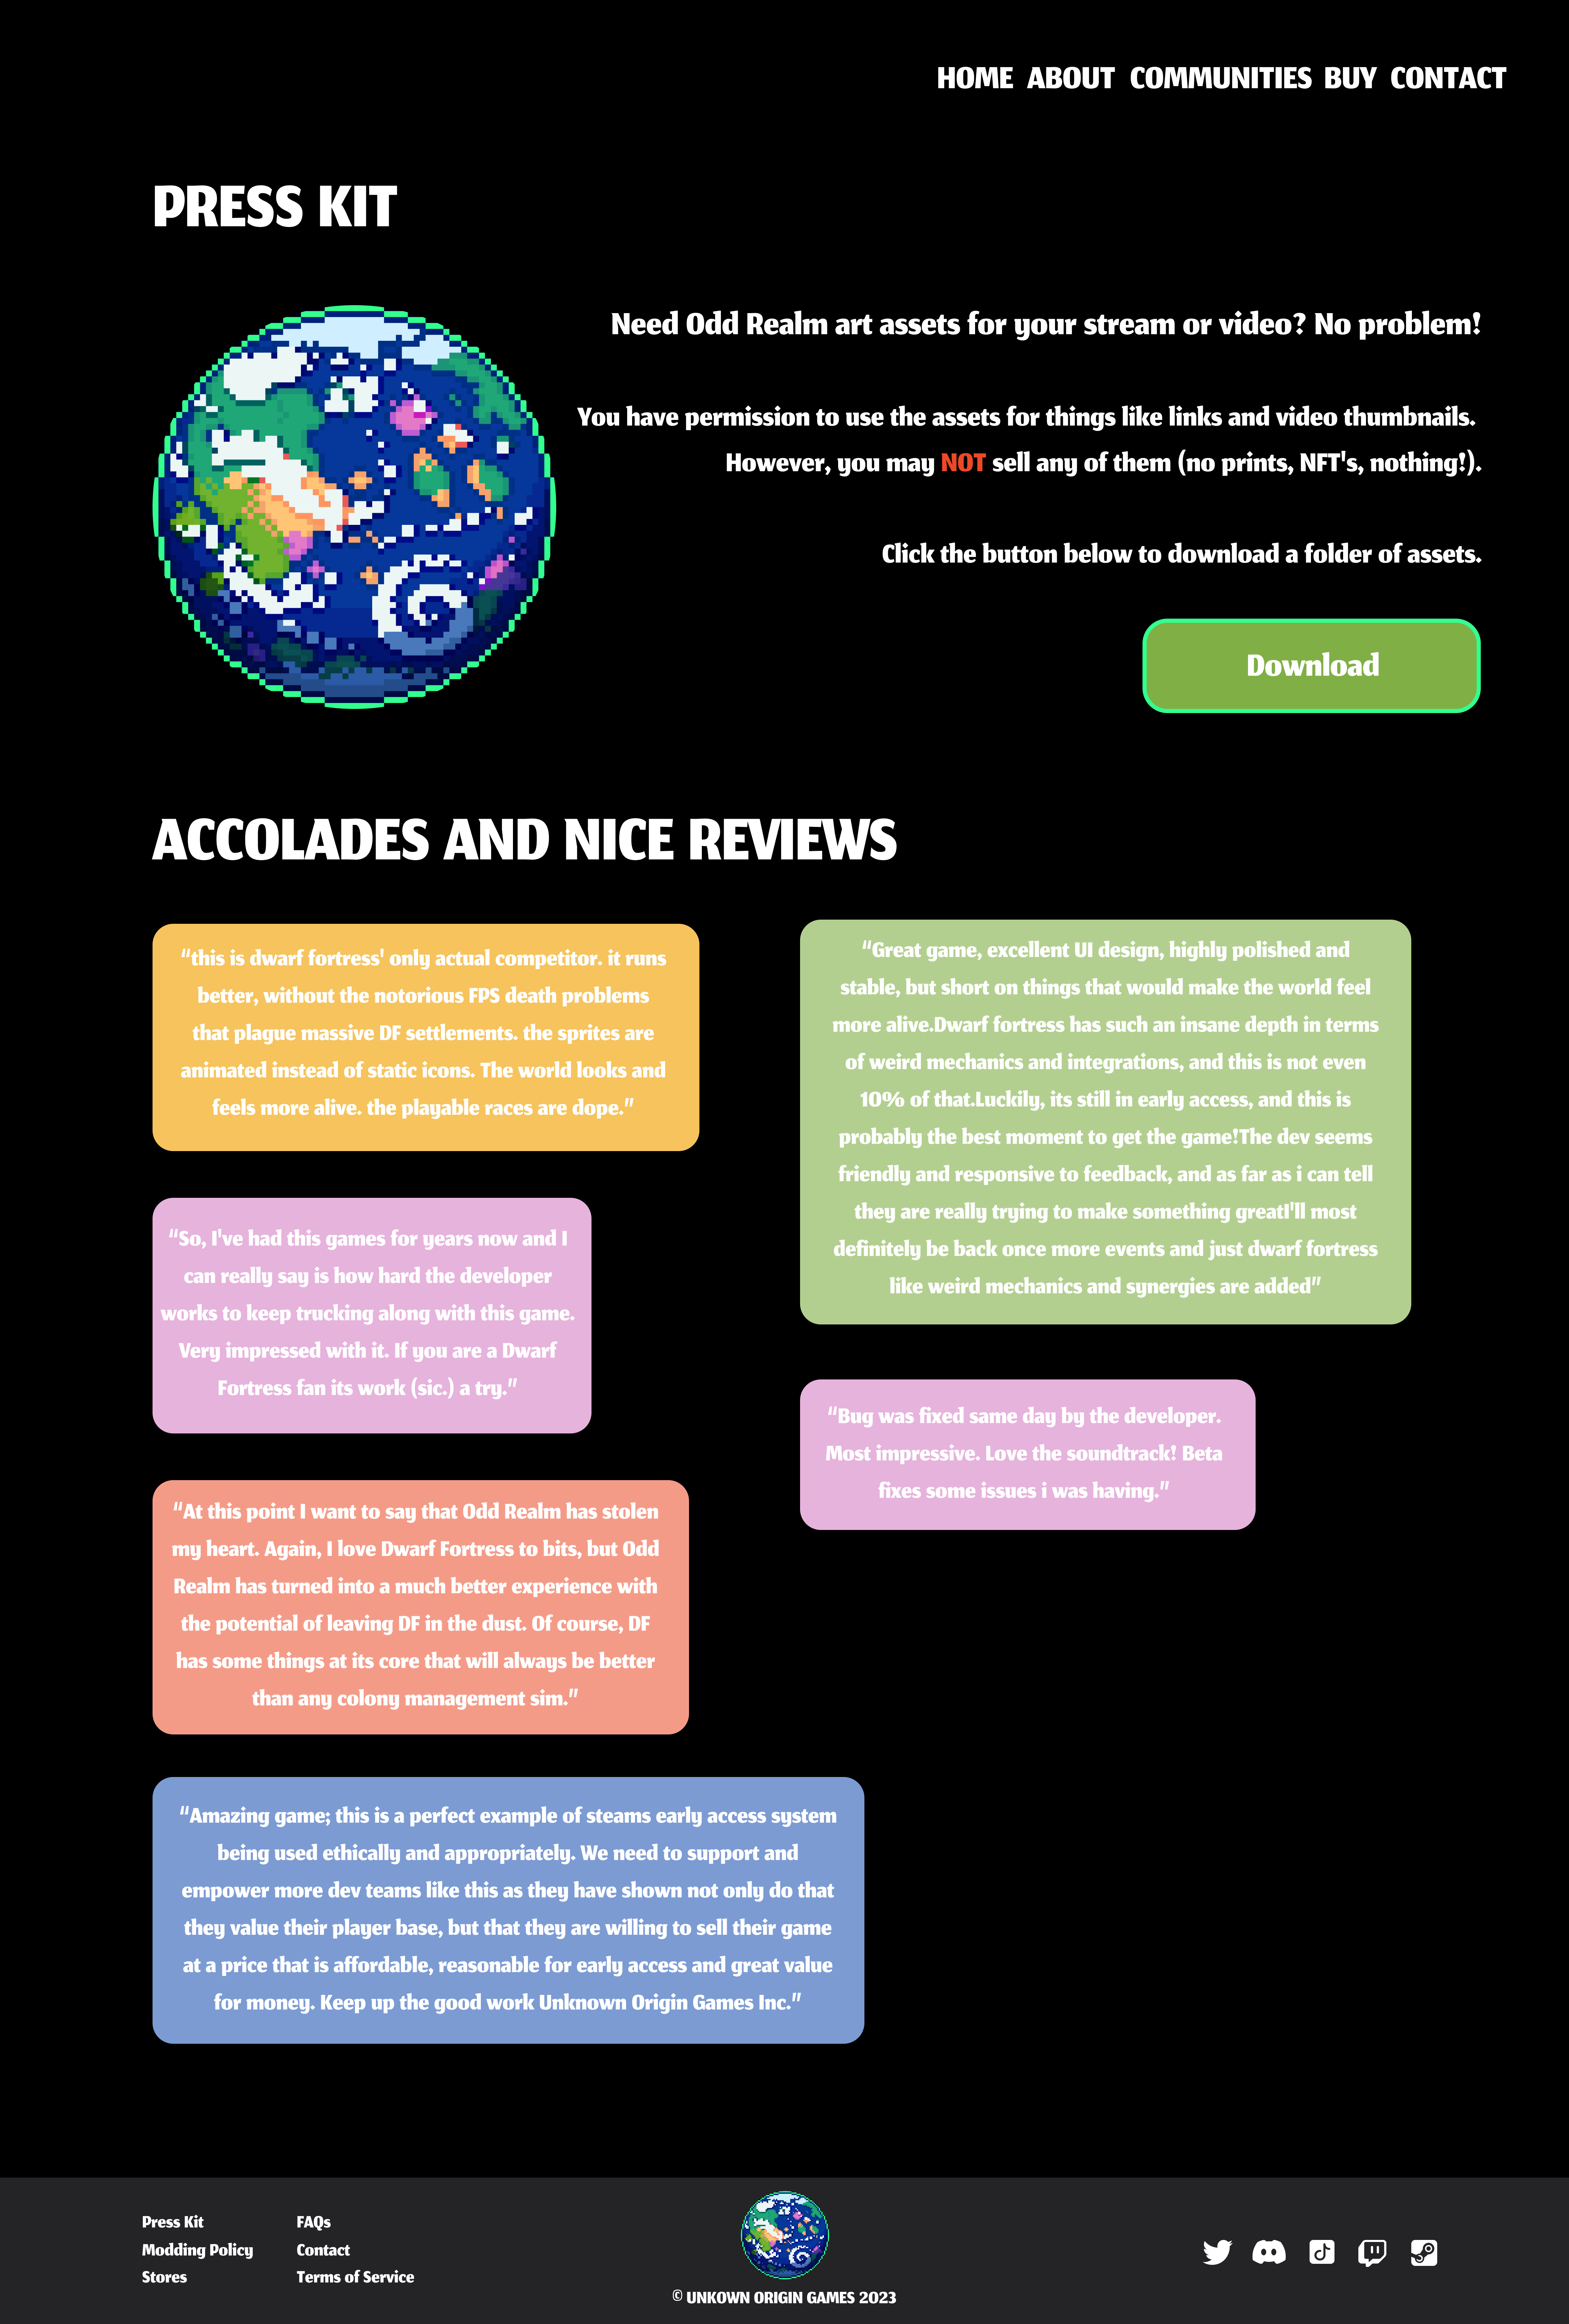 HOME ABOUT COMMUNITIES BUY CONTACT
PRESS KIT
Need Odd Realm art assets for your stream or video? No problem!
You have permission to use the assets for things like links and video thumbnails.
However, you may NOT sell any of them (no prints, NFT's, nothing!).
Click the button below to download a folder of assets.
Download
ACCOLADES AND NICE REVIEWS
“this is dwarf fortress' only actual competitor. it runs
better, without the notorious FPS death problems
that plague massive DF settlements. the sprites are
animated instead of static icons. The world looks and
feels more alive. the playable races are dope.”
“So, I've had this games for years now and I
can really say is how hard the developer
works to keep trucking along with this game.
Very impressed with it. If you are a Dwarf
Fortress fan its work (sic.) a try.”
“At this point I want to say that Odd Realm has stolen
my heart. Again, I love Dwarf Fortress to bits, but Odd
Realm has turned into a much better experience with
the potential of leaving DF in the dust. Of course, DF
has some things at its core that will always be better
than any colony management sim.”
“Amazing game; this is a perfect example of steams early access system
being used ethically and appropriately. We need to support and
empower more dev teams like this as they have shown not only do that
they value their player base, but that they are willing to sell their game
at a price that is affordable, reasonable for early access and great value
for money. Keep up the good work Unknown Origin Games Inc.”
“Great game, excellent UI design, highly polished and
stable, but short on things that would make the world feel
more alive.Dwarf fortress has such an insane depth in terms
of weird mechanics and integrations, and this is not even
10% of that.Luckily, its still in early access, and this is
probably the best moment to get the game!The dev seems
friendly and responsive to feedback, and as far as i can tell
they are really trying to make something greatI'll most
definitely be back once more events and just dwarf fortress
like weird mechanics and synergies are added”
“Bug was fixed same day by the developer.
Most impressive. Love the soundtrack! Beta
fixes some issues i was having.”
Press Kit
Modding Policy
Stores
FAQs
Contact
Terms of Service
© UNKOWN ORIGIN GAMES 2023